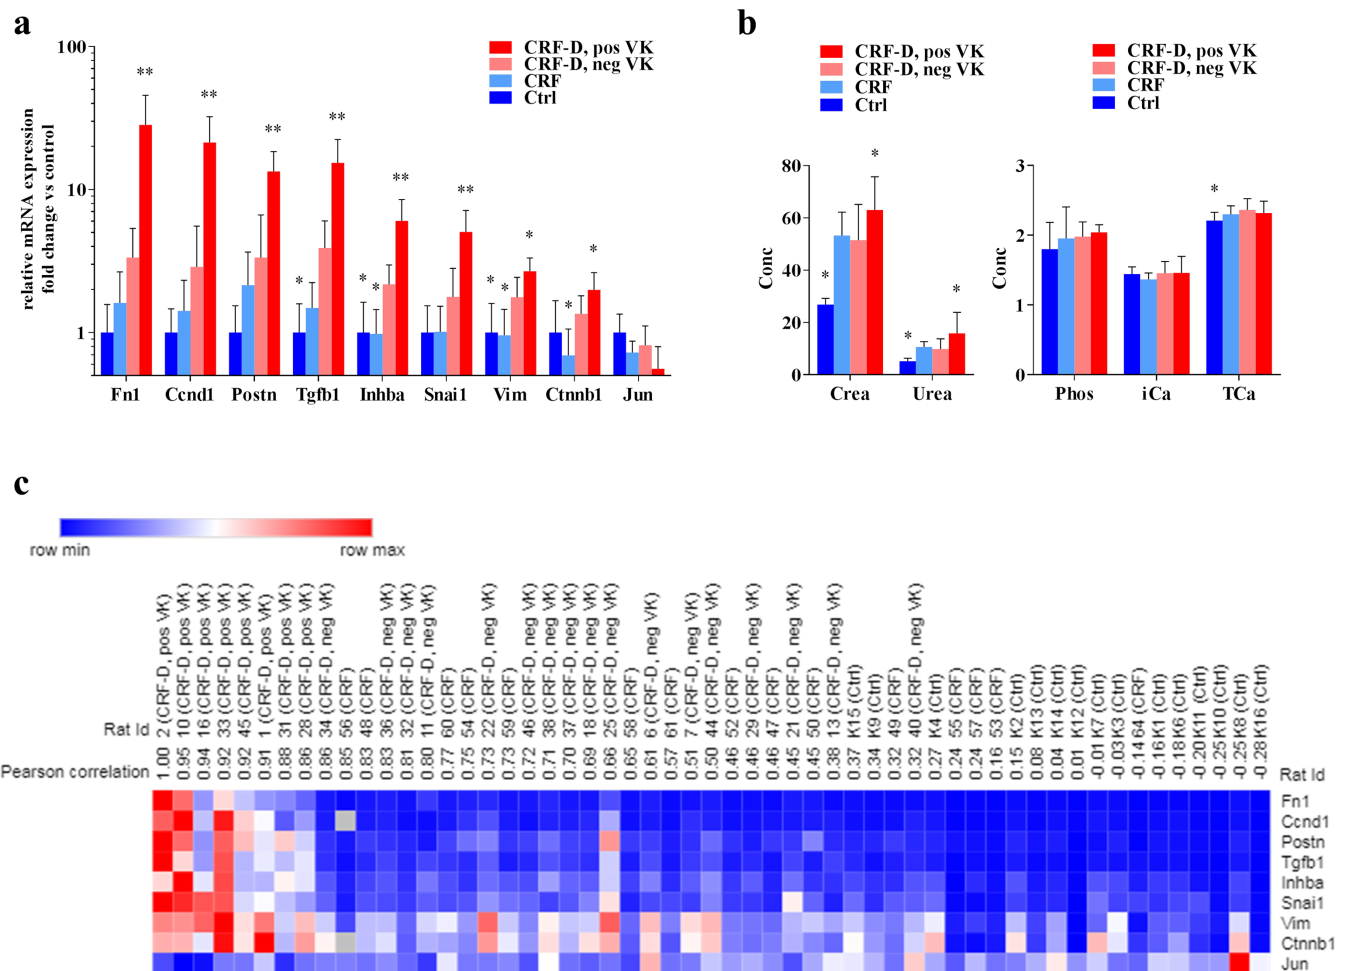 a
100
10
1
relative mRNA expression
fold change vs control
CRF-D, pos VK
CRF-D, neg VK
CRF
Ctrl
** ** ** ** ** ** * *
* * * * * *
Fn1 Ccnd1 Postn Tgfb1 Inhba Snai1 Vim Ctnnb1 Jun
b
CRF-D, pos VK
CRF-D, neg VK
CRF
Ctrl
80
60
40
20
0
Conc
* * * *
Crea Urea
CRF-D, pos VK
CRF-D, neg VK
CRF
Ctrl
3
2
1
0
Conc
*
Phos iCa TCa
c
row min row max
Rat Id
Pearson correlation
1.00 2 (CRF-D, pos VK)
0.95 10 (CRF-D, pos VK)
0.94 16 (CRF-D, pos VK)
0.92 33 (CRF-D, pos VK)
0.92 45 (CRF-D, pos VK)
0.91 1 (CRF-D, pos VK)
0.88 31 (CRF-D, pos VK)
0.86 28 (CRF-D, pos VK)
0.86 34 (CRF-D, neg VK)
0.85 56 (CRF)
0.83 48 (CRF)
0.83 36 (CRF-D, neg VK)
0.81 32 (CRF-D, neg VK)
0.80 11 (CRF-D, neg VK)
0.77 60 (CRF)
0.75 54 (CRF)
0.73 22 (CRF-D, neg VK)
0.73 59 (CRF)
0.72 46 (CRF-D, neg VK)
0.71 38 (CRF-D, neg VK)
0.70 37 (CRF-D, neg VK)
0.69 18 (CRF-D, neg VK)
0.66 25 (CRF-D, neg VK)
0.65 58 (CRF)
0.61 6 (CRF-D, neg VK)
0.57 61 (CRF)
0.51 7 (CRF-D, neg VK)
0.50 44 (CRF-D, neg VK)
0.46 52 (CRF)
0.46 29 (CRF-D, neg VK)
0.46 47 (CRF)
0.45 21 (CRF-D, neg VK)
0.45 50 (CRF)
0.38 13 (CRF-D, neg VK)
0.37 K15 (Ctrl)
0.34 K9 (Ctrl)
0.32 49 (CRF)
0.32 40 (CRF-D, neg VK)
0.27 K4 (Ctrl)
0.24 55 (CRF)
0.24 57 (CRF)
0.16 53 (CRF)
0.15 K2 (Ctrl)
0.08 K13 (Ctrl)
0.04 K14 (Ctrl)
0.01 K12 (Ctrl)
-0.01 K7 (Ctrl)
-0.03 K3 (Ctrl)
-0.14 64 (CRF)
-0.16 K1 (Ctrl)
-0.18 K6 (Ctrl)
-0.20 K11 (Ctrl)
-0.25 K10 (Ctrl)
-0.25 K8 (Ctrl)
-0.28 K16 (Ctrl)
Rat Id
Fn1
Ccnd1
Postn
Tgfb1
Inhba
Snai1
Vim
Ctnnb1
Jun